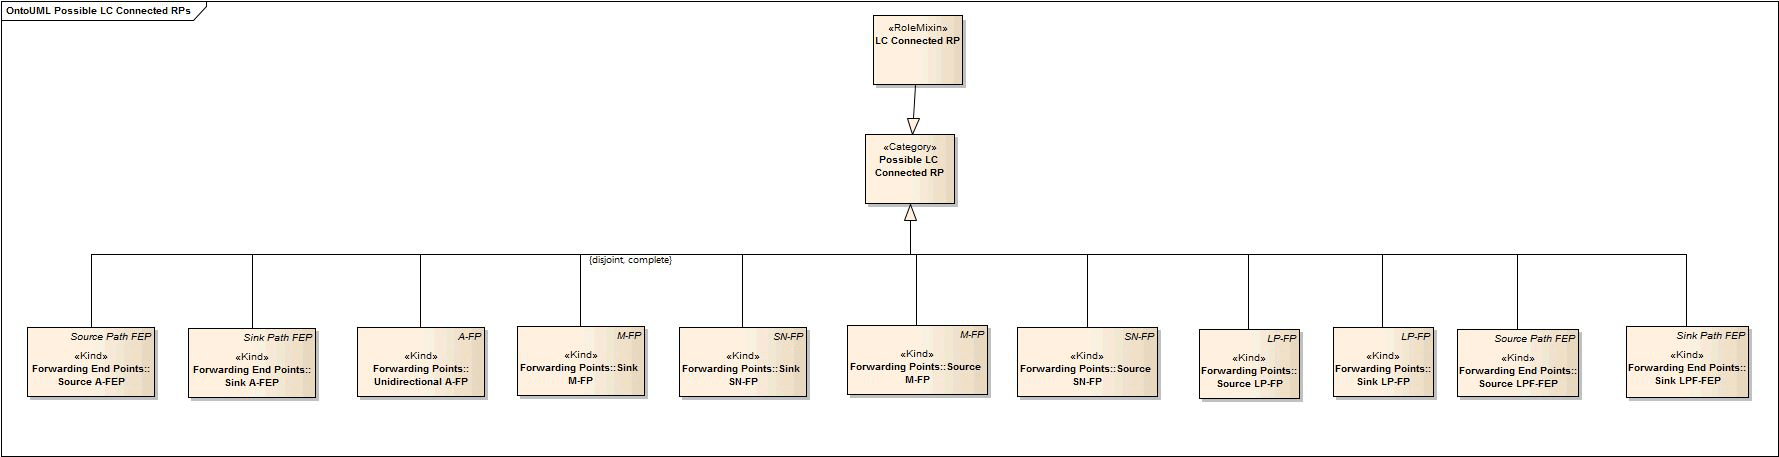 OntoUML Possible LC Connected RPs
«RoleMixin»
LC Connected RP
«Category»
Possible LC
Connected RP
{disjoint, complete}
Source Path FEP
«Kind»
Forwarding End Points::
Source A-FEP
Sink Path FEP
«Kind»
Forwarding End Points::
Sink A-FEP
A-FP
«Kind»
Forwarding Points::
Unidirectional A-FP
M-FP
«Kind»
Forwarding Points::Sink
M-FP
SN-FP
«Kind»
Forwarding Points::Sink
SN-FP
M-FP
«Kind»
Forwarding Points::Source
M-FP
SN-FP
«Kind»
Forwarding Points::Source
SN-FP
LP-FP
«Kind»
Forwarding Points::
Source LP-FP
LP-FP
«Kind»
Forwarding Points::
Sink LP-FP
Source Path FEP
«Kind»
Forwarding End Points::
Source LPF-FEP
Sink Path FEP
«Kind»
Forwarding End Points::
Sink LPF-FEP